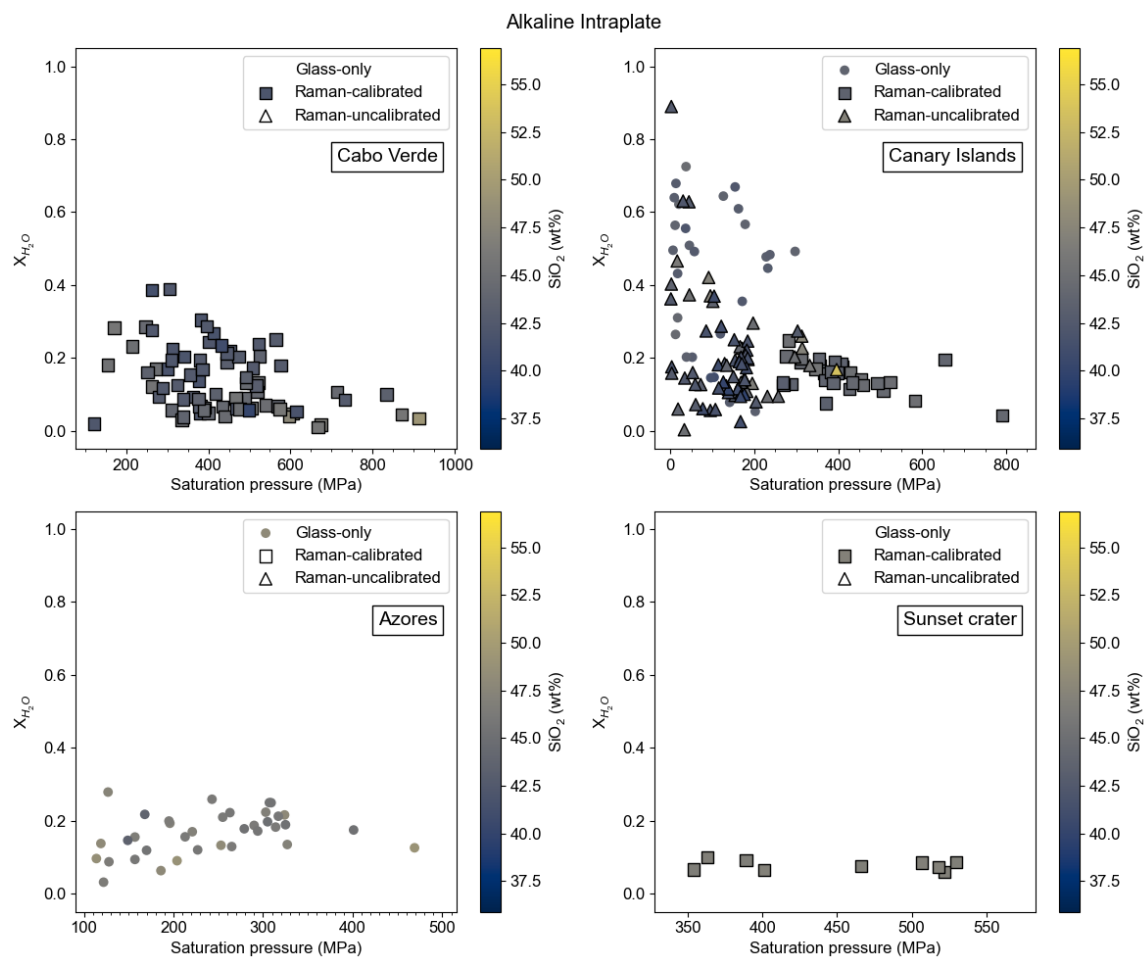 Alkaline Intraplate
1.0
0.8
0.6
0.4
0.2
0.0
X_{H_2O}
200
400
600
800
1000
Saturation pressure (MPa)
Glass-only
Raman-calibrated
Raman-uncalibrated
Cabo Verde
55.0
52.5
50.0
47.5
45.0
42.5
40.0
37.5
SiO₂ (wt%)
1.0
0.8
0.6
0.4
0.2
0.0
X_{H_2O}
0
200
400
600
800
Saturation pressure (MPa)
Glass-only
Raman-calibrated
Raman-uncalibrated
Canary Islands
55.0
52.5
50.0
47.5
45.0
42.5
40.0
37.5
SiO₂ (wt%)
1.0
0.8
0.6
0.4
0.2
0.0
X_{H_2O}
100
200
300
400
500
Saturation pressure (MPa)
Glass-only
Raman-calibrated
Raman-uncalibrated
Azores
55.0
52.5
50.0
47.5
45.0
42.5
40.0
37.5
SiO₂ (wt%)
1.0
0.8
0.6
0.4
0.2
0.0
X_{H_2O}
350
400
450
500
550
Saturation pressure (MPa)
Glass-only
Raman-calibrated
Raman-uncalibrated
Sunset crater
55.0
52.5
50.0
47.5
45.0
42.5
40.0
37.5
SiO₂ (wt%)